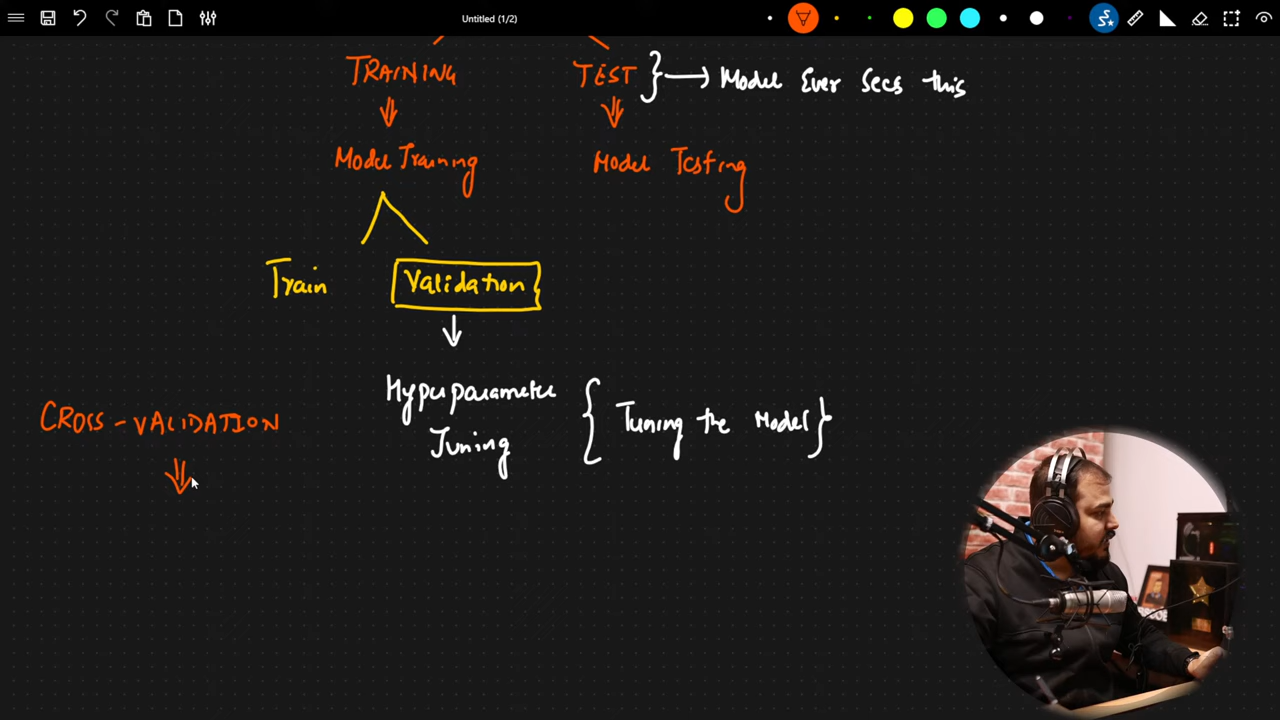 Untitled (1/2)
TRAINING TEST } → Model Ever Sees this
Model Training Model Testing
Train Validation
Hyperparameter
CROSS - VALIDATION { Tuning the Model }
Tuning